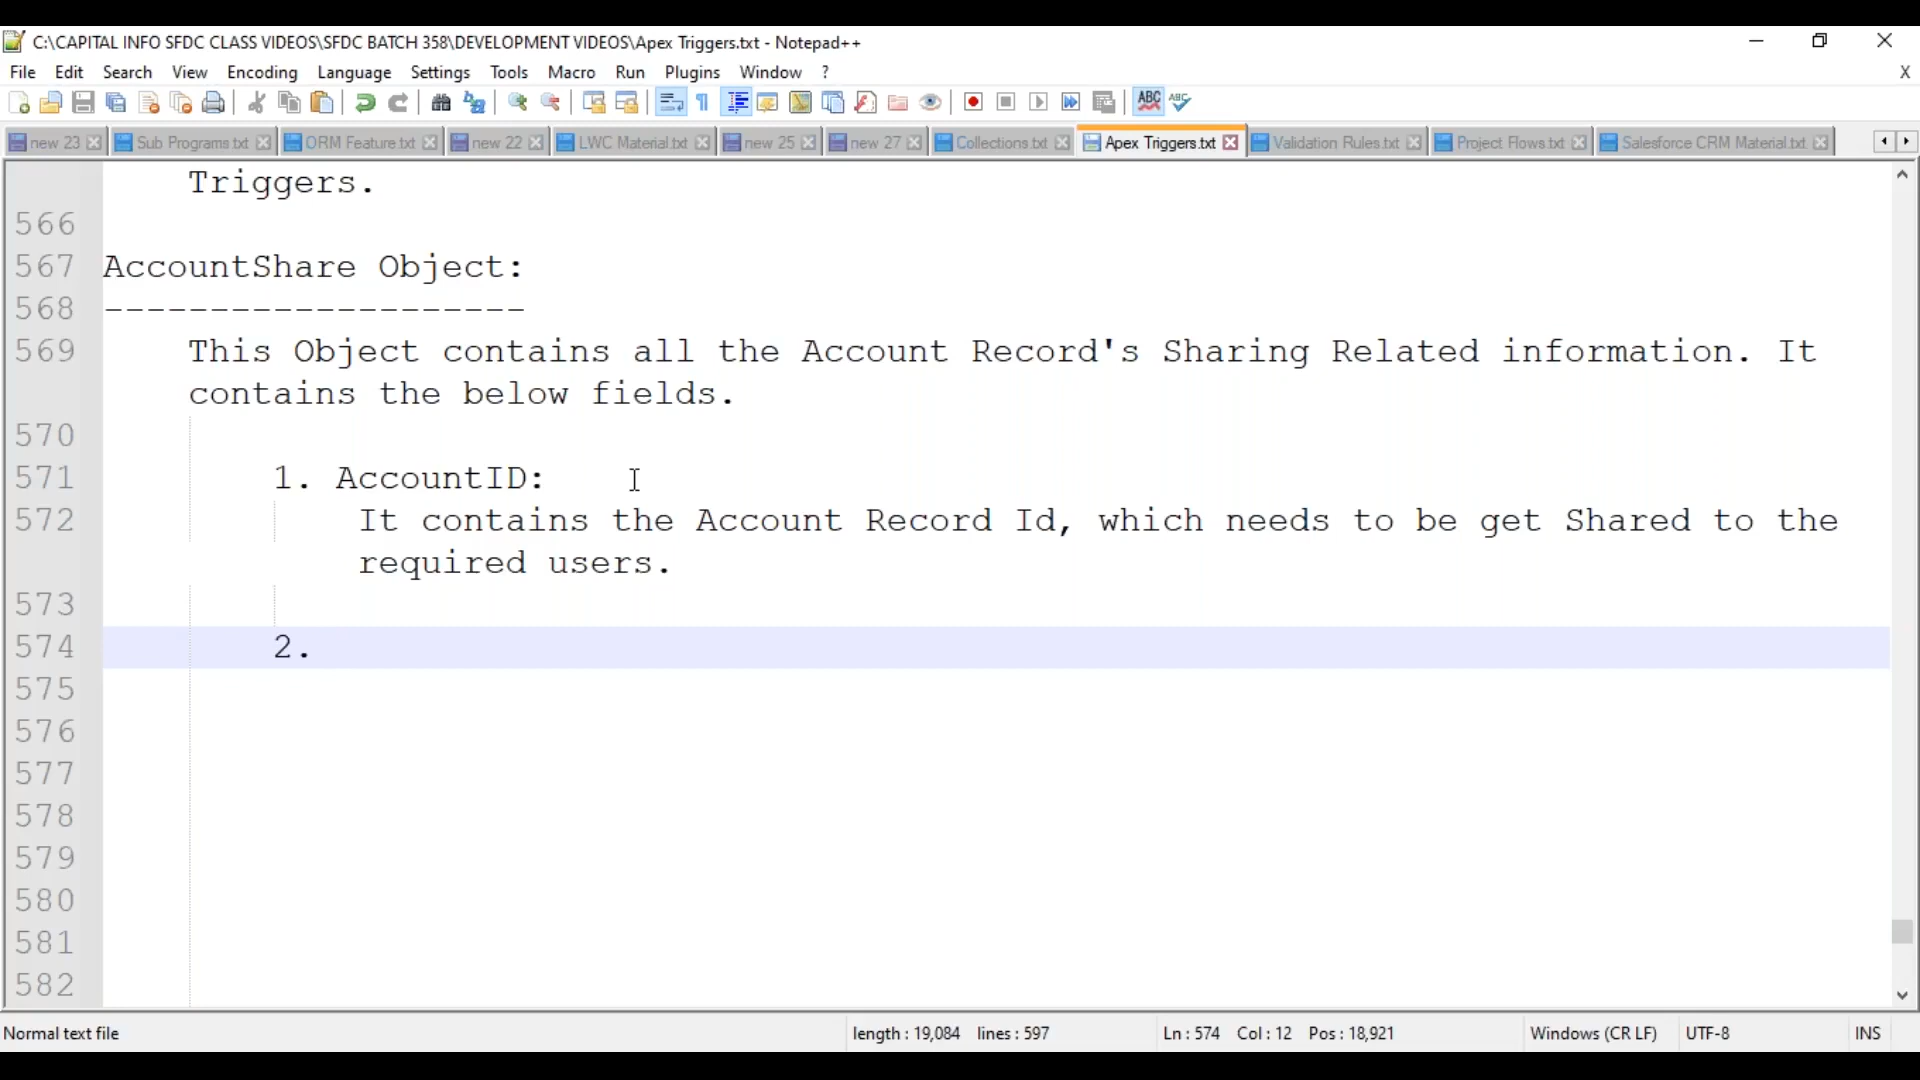 C:\CAPITAL INFO SFDC CLASS VIDEOS\SFDC BATCH 358\DEVELOPMENT VIDEOS\Apex Triggers.txt - Notepad++
File Edit Search View Encoding Language Settings Tools Macro Run Plugins Window ? X
new 23 Sub Programs.txt ORM Feature.txt new 22 LWC Material.txt new 25 new 27 Collections.txt Apex Triggers.txt Validation Rules.txt Project Flows.txt Salesforce CRM Material.txt
Triggers.
566
567 AccountShare Object:
568 --------------------
569 This Object contains all the Account Record's Sharing Related information. It
contains the below fields.
570
571 1. AccountID:
572 It contains the Account Record Id, which needs to be get Shared to the
required users.
573
574 2.
575
576
577
578
579
580
581
582
Normal text file length : 19,084 lines : 597 Ln : 574 Col : 12 Pos : 18,921 Windows (CR LF) UTF-8 INS